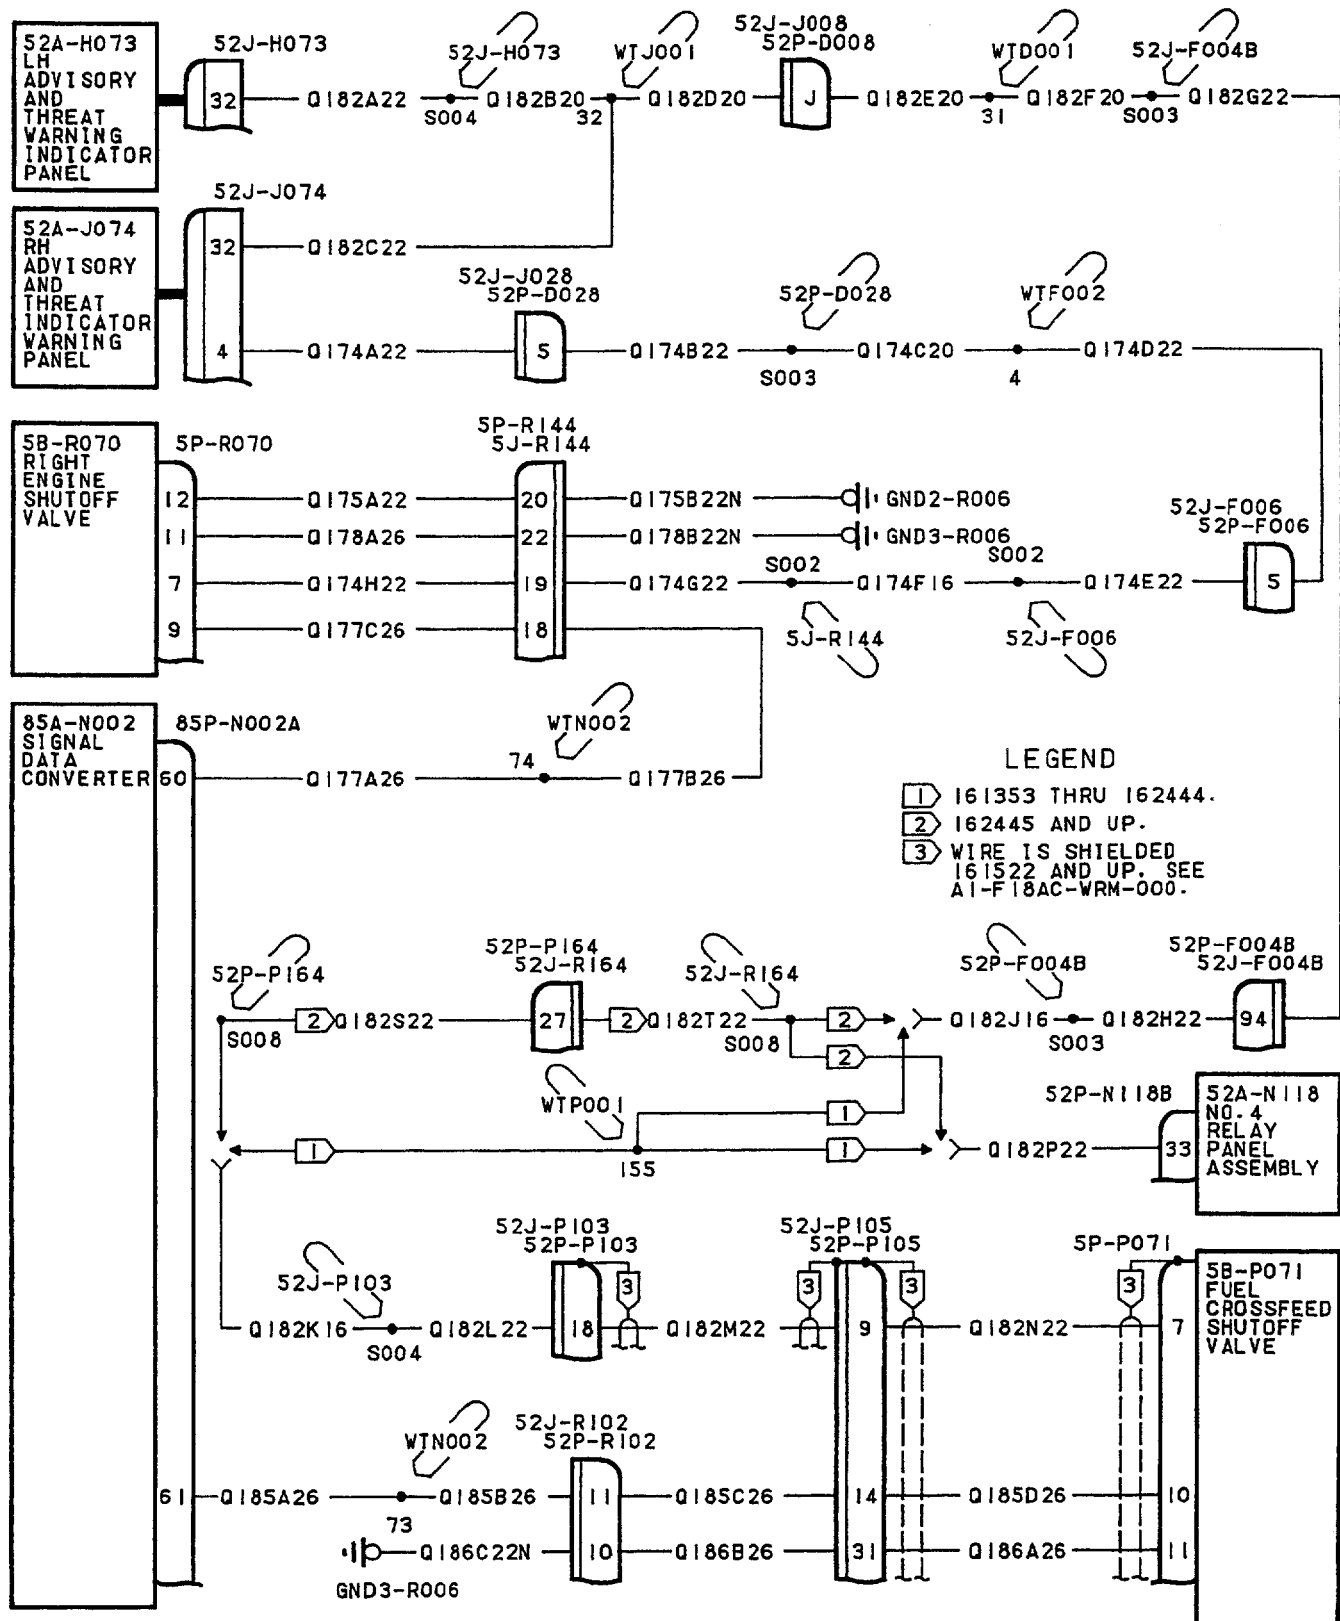 52A-H073
LH
ADVISORY
AND
THREAT
WARNING
INDICATOR
PANEL
52J-H073
32
Q182A22
52J-H073
S004
Q182B20
WTJ001
32
Q182D20
52J-J008
52P-D008
J
Q182E20
WTD001
31
Q182F20
52J-F004B
S003
Q182G22
52A-J074
RH
ADVISORY
AND
THREAT
INDICATOR
WARNING
PANEL
52J-J074
32
Q182C22
4
Q174A22
52J-J028
52P-D028
5
Q174B22
52P-D028
S003
Q174C20
WTF002
4
Q174D22
5B-R070
RIGHT
ENGINE
SHUTOFF
VALVE
5P-R070
5P-R144
5J-R144
12
Q175A22
20
Q175B22N
GND2-R006
11
Q178A26
22
Q178B22N
GND3-R006
7
Q174H22
19
Q174G22
S002
Q174F16
S002
Q174E22
52J-F006
52P-F006
5
9
Q177C26
18
5J-R144
52J-F006
85A-N002
SIGNAL
DATA
CONVERTER
85P-N002A
60
Q177A26
74
WTN002
Q177B26
LEGEND
1 161353 THRU 162444.
2 162445 AND UP.
3 WIRE IS SHIELDED
161522 AND UP. SEE
A1-F18AC-WRM-000.
52P-P164
S008
2
Q182S22
52P-P164
52J-R164
27
2
Q182T22
52J-R164
S008
2
2
52P-F004B
Q182J16
S003
Q182H22
52P-F004B
52J-F004B
94
WTP001
1
1
155
1
Q182P22
52P-N118B
33
52A-N118
NO. 4
RELAY
PANEL
ASSEMBLY
52J-P103
Q182K16
S004
Q182L22
52J-P103
52P-P103
18
3
Q182M22
3
52J-P105
52P-P105
9
3
Q182N22
3
5P-P071
7
5B-P071
FUEL
CROSSFEED
SHUTOFF
VALVE
61
Q185A26
WTN002
73
Q185B26
52J-R102
52P-R102
11
Q185C26
14
Q185D26
10
GND3-R006
Q186C22N
10
Q186B26
31
Q186A26
11